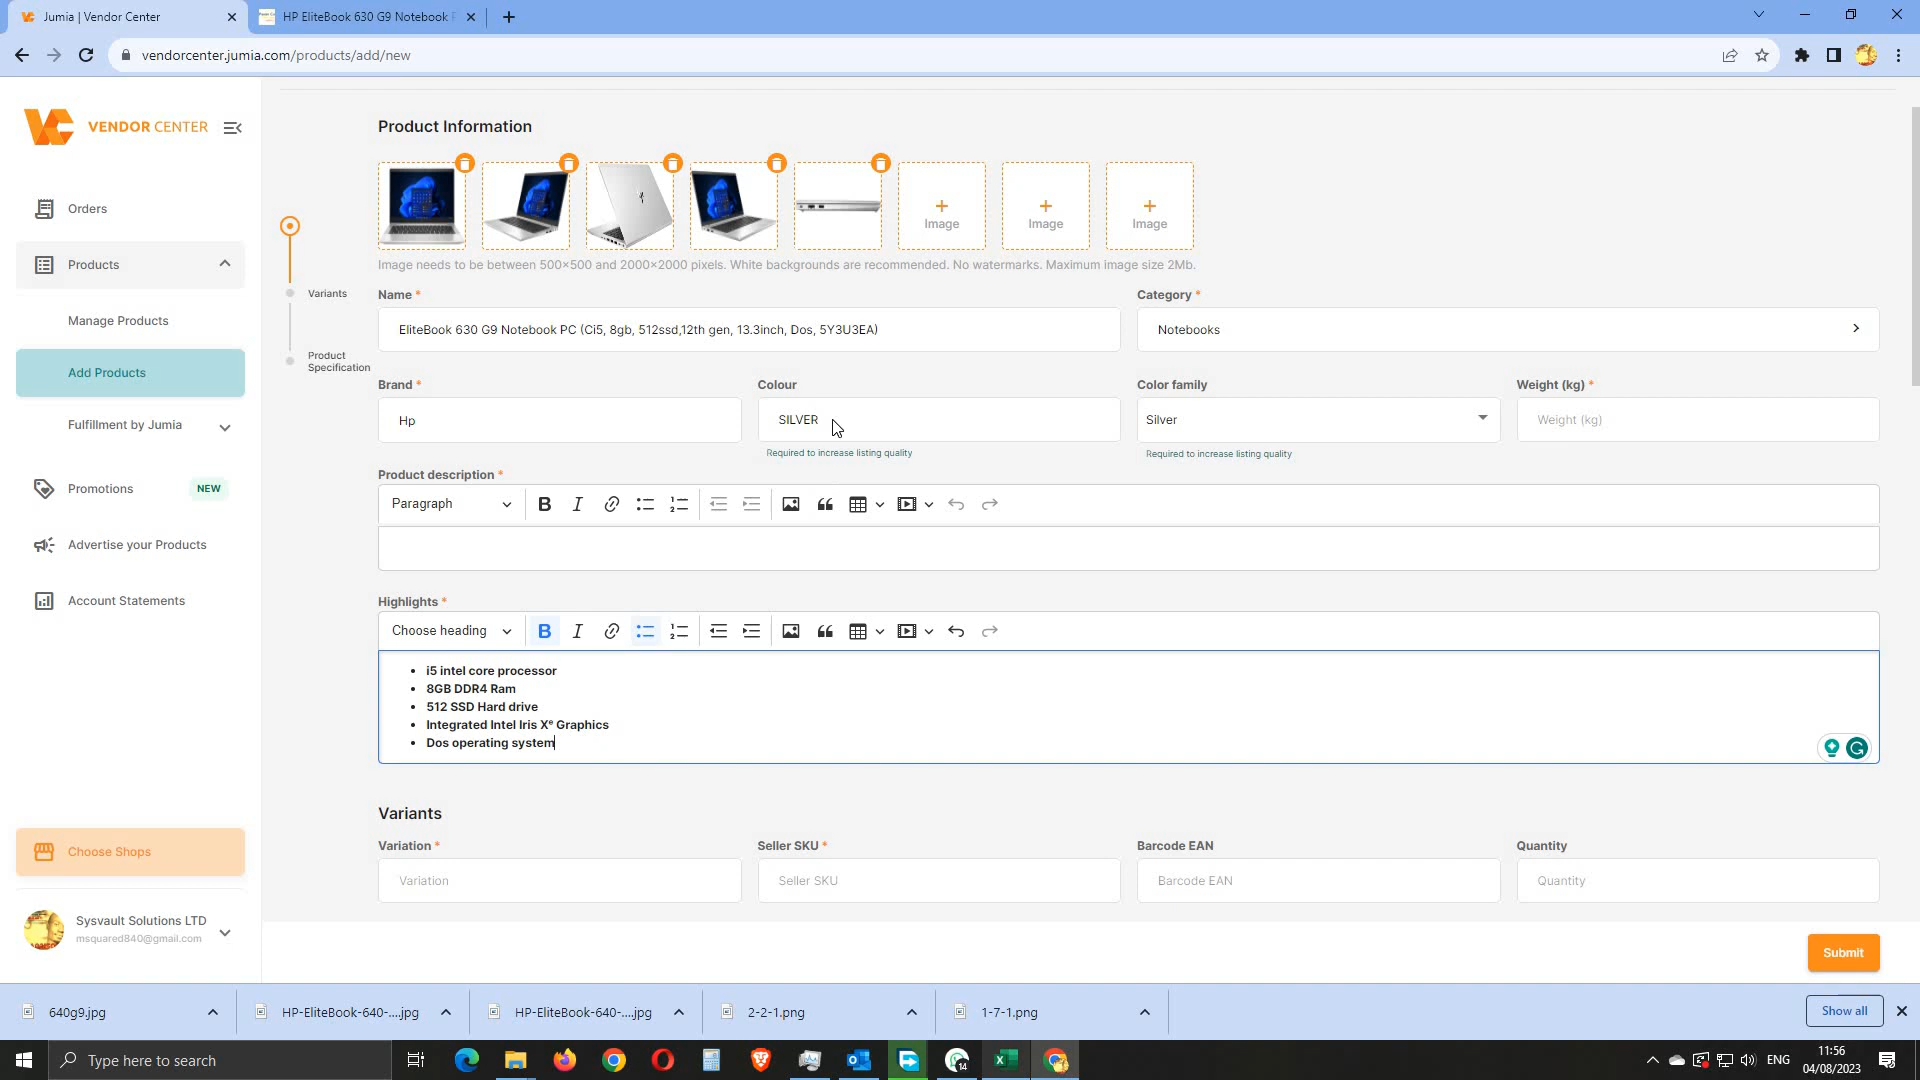 Jumia | Vendor Center
HP EliteBook 630 G9 Notebook
vendorcenter.jumia.com/products/add/new
VENDOR CENTER
Orders
Products
Manage Products
Add Products
Fulfillment by Jumia
Promotions
NEW
Advertise your Products
Account Statements
Choose Shops
Sysvault Solutions LTD
msquared840@gmail.com
Variants
Product
Specification
Product Information
Image
Image
Image
Image needs to be between 500×500 and 2000×2000 pixels. White backgrounds are recommended. No watermarks. Maximum image size 2Mb.
Name *
Category *
EliteBook 630 G9 Notebook PC (Ci5, 8gb, 512ssd,12th gen, 13.3inch, Dos, 5Y3U3EA)
Notebooks
Brand *
Colour
Color family
Weight (kg) *
Hp
SILVER
Silver
Weight (kg)
Required to increase listing quality
Required to increase listing quality
Product description *
Paragraph
Highlights *
Choose heading
• i5 intel core processor
• 8GB DDR4 Ram
• 512 SSD Hard drive
• Integrated Intel Iris Xᵉ Graphics
• Dos operating system
Variants
Variation *
Seller SKU *
Barcode EAN
Quantity
Variation
Seller SKU
Barcode EAN
Quantity
Submit
640g9.jpg
HP-EliteBook-640-....jpg
HP-EliteBook-640-....jpg
2-2-1.png
1-7-1.png
Show all
Type here to search
14
ENG
11:56
04/08/2023